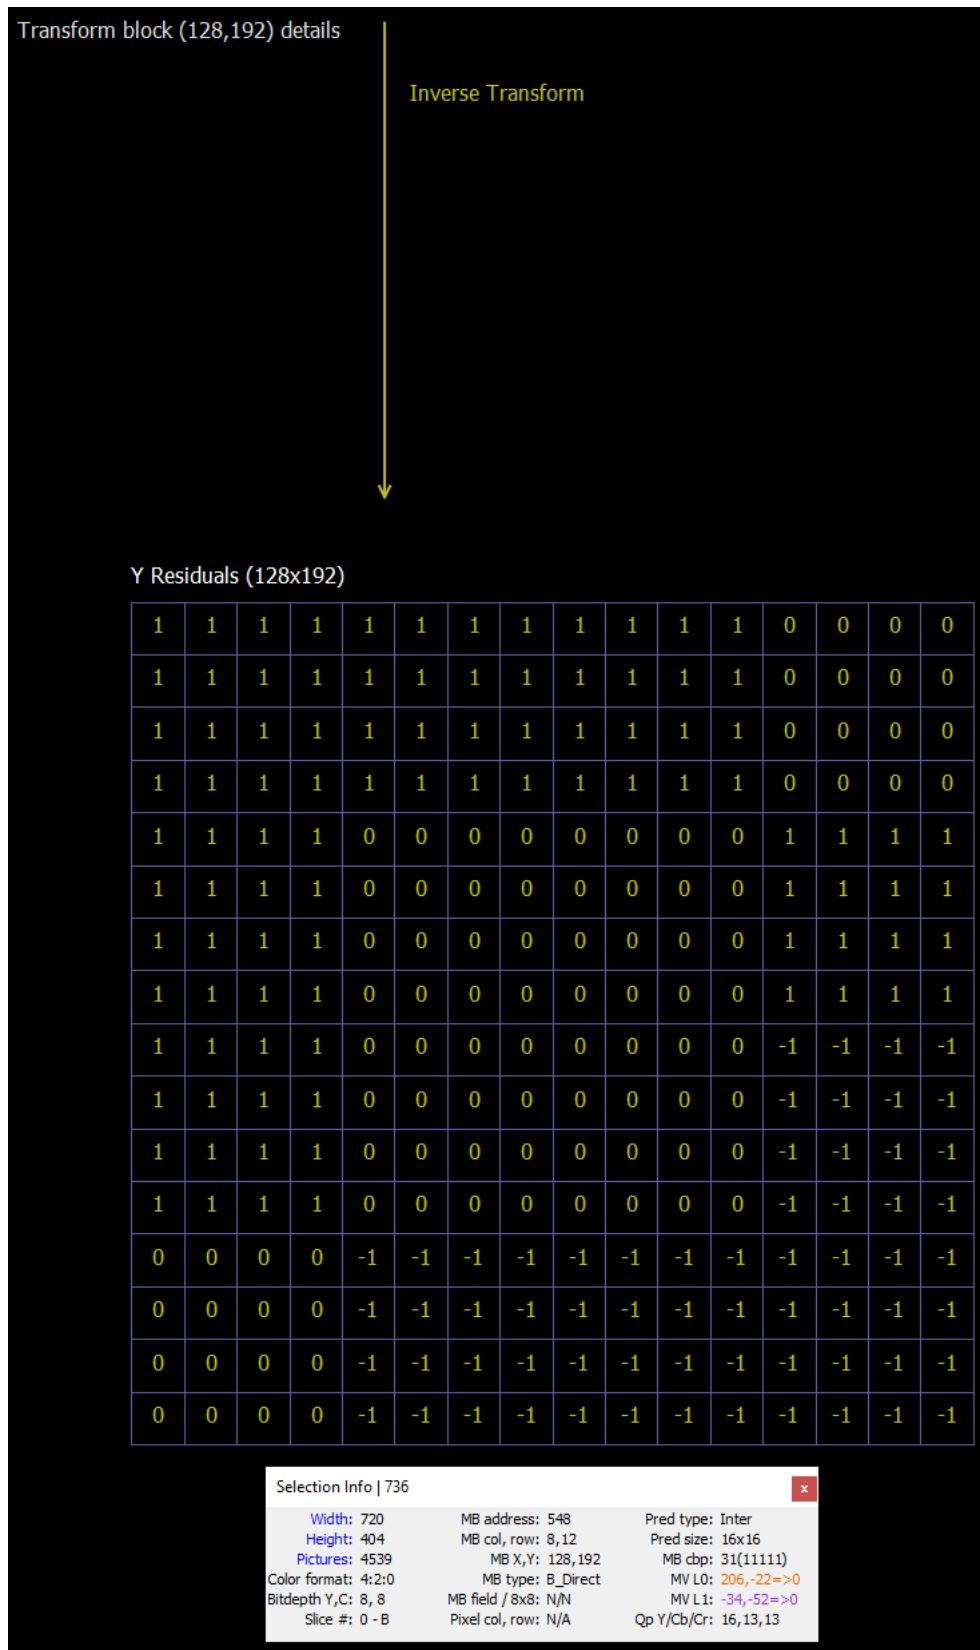 Transform block (128,192) details
Inverse Transform
Y Residuals (128x192)
1 1 1 1 1 1 1 1 1 1 1 1 0 0 0 0
1 1 1 1 1 1 1 1 1 1 1 1 0 0 0 0
1 1 1 1 1 1 1 1 1 1 1 1 0 0 0 0
1 1 1 1 1 1 1 1 1 1 1 1 0 0 0 0
1 1 1 1 0 0 0 0 0 0 0 0 1 1 1 1
1 1 1 1 0 0 0 0 0 0 0 0 1 1 1 1
1 1 1 1 0 0 0 0 0 0 0 0 1 1 1 1
1 1 1 1 0 0 0 0 0 0 0 0 1 1 1 1
1 1 1 1 0 0 0 0 0 0 0 0 -1 -1 -1 -1
1 1 1 1 0 0 0 0 0 0 0 0 -1 -1 -1 -1
1 1 1 1 0 0 0 0 0 0 0 0 -1 -1 -1 -1
1 1 1 1 0 0 0 0 0 0 0 0 -1 -1 -1 -1
0 0 0 0 -1 -1 -1 -1 -1 -1 -1 -1 -1 -1 -1 -1
0 0 0 0 -1 -1 -1 -1 -1 -1 -1 -1 -1 -1 -1 -1
0 0 0 0 -1 -1 -1 -1 -1 -1 -1 -1 -1 -1 -1 -1
0 0 0 0 -1 -1 -1 -1 -1 -1 -1 -1 -1 -1 -1 -1
Selection Info | 736 x
Width: 720 MB address: 548 Pred type: Inter
Height: 404 MB col, row: 8,12 Pred size: 16x16
Pictures: 4539 MB X,Y: 128,192 MB cbp: 31(11111)
Color format: 4:2:0 MB type: B_Direct MV L0: 206,-22=>0
Bitdepth Y,C: 8, 8 MB field / 8x8: N/N MV L1: -34,-52=>0
Slice #: 0 - B Pixel col, row: N/A Qp Y/Cb/Cr: 16,13,13